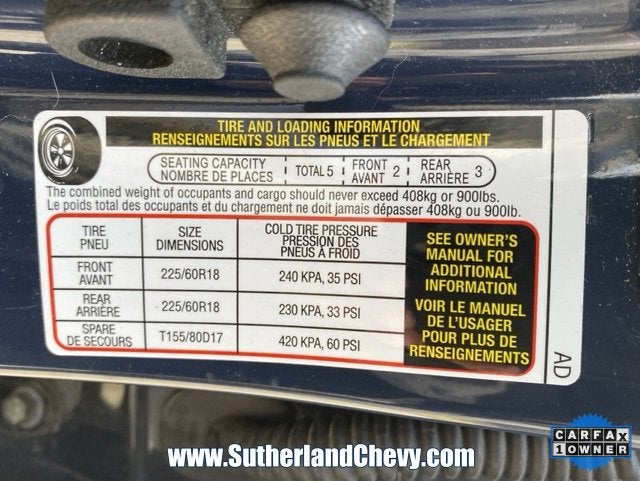 TIRE AND LOADING INFORMATION
RENSEIGNEMENTS SUR LES PNEUS ET LE CHARGEMENT
SEATING CAPACITY
NOMBRE DE PLACES
TOTAL 5
FRONT
AVANT 2
REAR
ARRIÈRE 3
The combined weight of occupants and cargo should never exceed 408kg or 900lbs.
Le poids total des occupants et du chargement ne doit jamais dépasser 408kg ou 900lb.
TIRE
PNEU
SIZE
DIMENSIONS
COLD TIRE PRESSURE
PRESSION DES
PNEUS À FROID
FRONT
AVANT
225/60R18
240 KPA, 35 PSI
REAR
ARRIÈRE
225/60R18
230 KPA, 33 PSI
SPARE
DE SECOURS
T155/80D17
420 KPA, 60 PSI
SEE OWNER'S
MANUAL FOR
ADDITIONAL
INFORMATION
VOIR LE MANUEL
DE L'USAGER
POUR PLUS DE
RENSEIGNEMENTS
AD
www.SutherlandChevy.com
CARFAX
1 OWNER